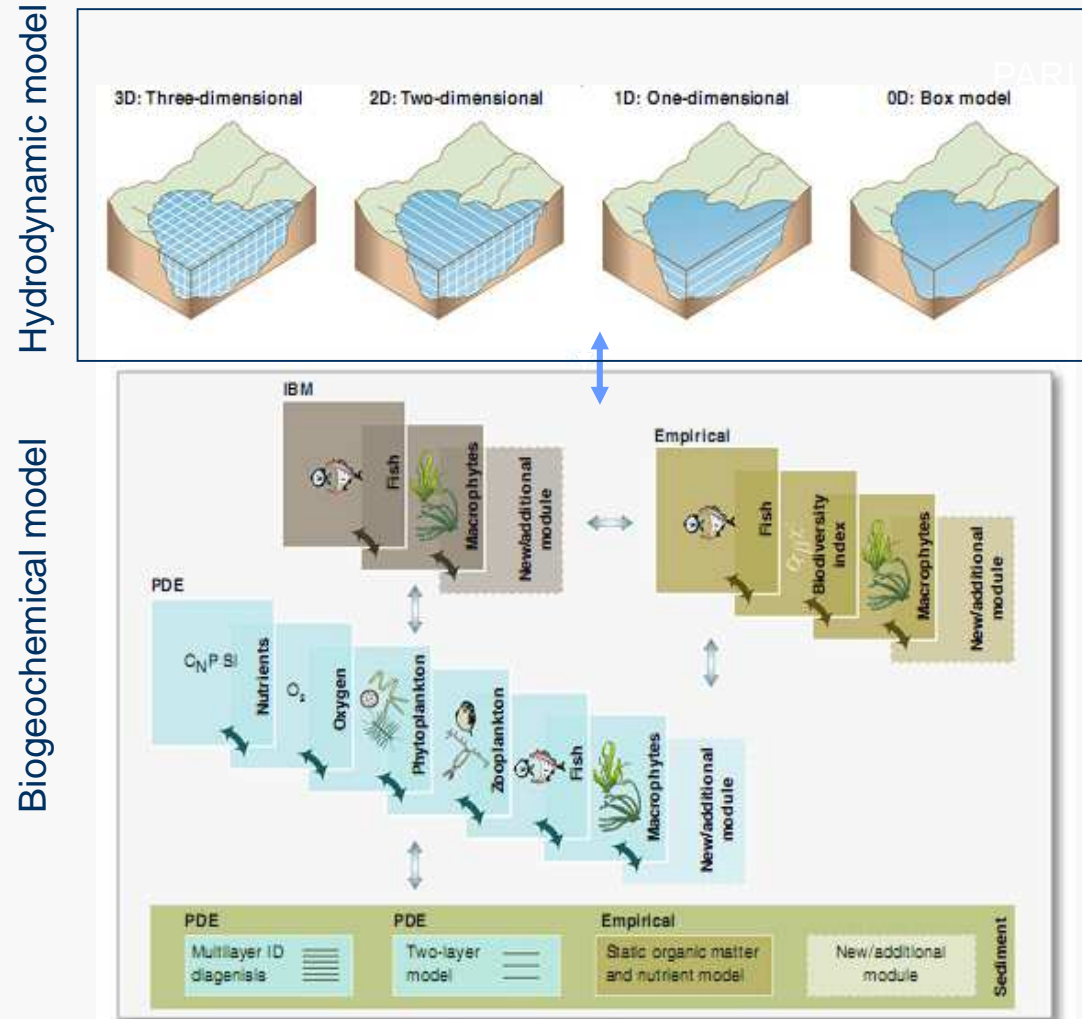 Hydrodynamic model
PARI
3D: Three-dimensional
2D: Two-dimensional
1D: One-dimensional
0D: Box model
Biogeochemical model
IBM
Fish
Macrophytes
New/additional
module
Empirical
Fish
Biodiversity
index
Macrophytes
New/additional
module
PDE
C N P Si
Nutrients
O₂
Oxygen
Phytoplankton
Zooplankton
Fish
Macrophytes
New/additional
module
PDE
Multilayer ID
diagenisis
PDE
Two-layer
model
Empirical
Static organic matter
and nutrient model
New/additional
module
Sediment